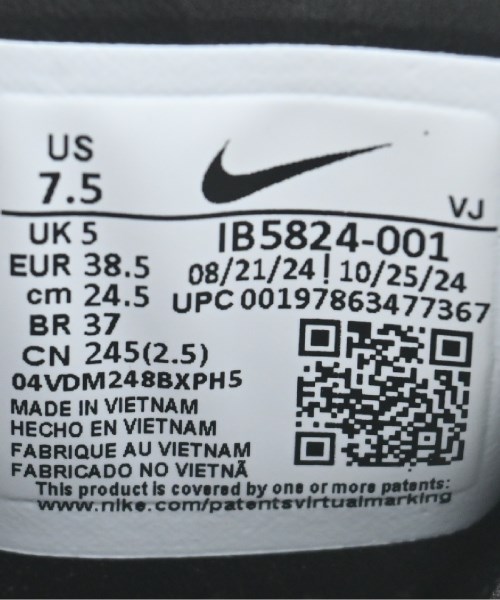 US
7.5
VJ
UK 5
EUR 38.5
cm 24.5
BR 37
CN 245(2.5)
IB5824-001
08/21/24 ! 10/25/24
UPC 00197863477367
04VDM248BXPH5
MADE IN VIETNAM
HECHO EN VIETNAM
FABRIQUE AU VIETNAM
FABRICADO NO VIETNÃ
This product is covered by one or more patents:
www.nike.com/patentsvirtualmarking